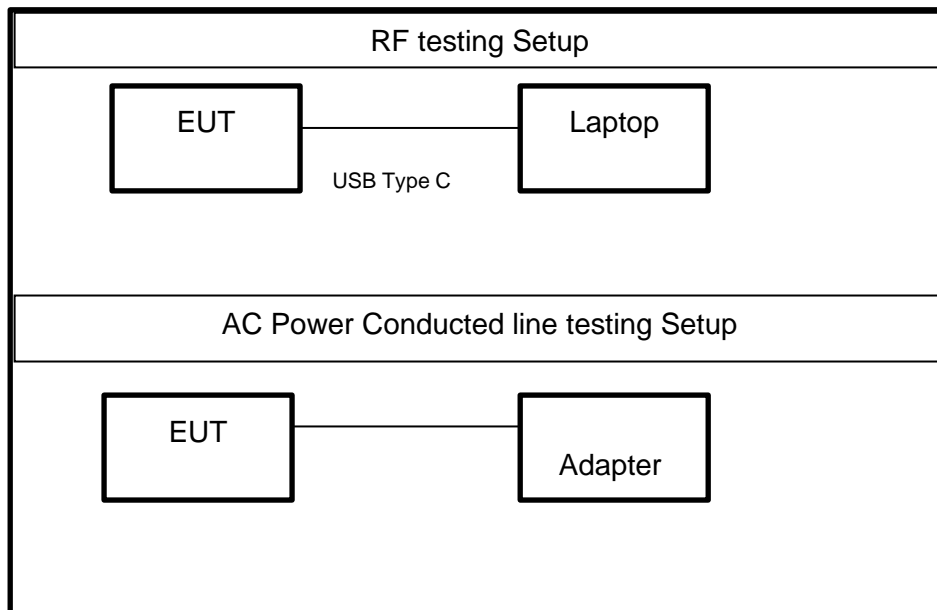 RF testing Setup
EUT
Laptop
USB Type C
AC Power Conducted line testing Setup
EUT
Adapter